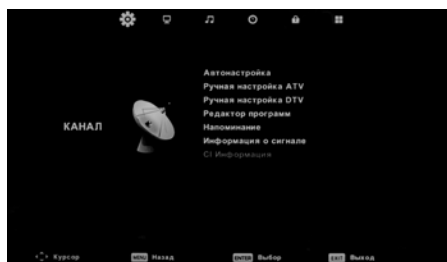 Автонастройка
Ручная настройка ATV
Ручная настройка DTV
Редактор программ
КАНАЛ
Напоминание
Информация о сигнале
CI Информация
Курсор MENU Назад ENTER Выбор EXIT Выход